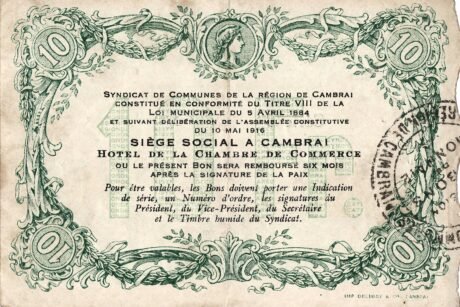 10 10
SYNDICAT DE COMMUNES DE LA RÉGION DE CAMBRAI
CONSTITUÉ EN CONFORMITÉ DU TITRE VIII DE LA
LOI MUNICIPALE DU 5 AVRIL 1884
ET SUIVANT DÉLIBÉRATION DE L'ASSEMBLÉE CONSTITUTIVE
DU 10 MAI 1916
SIÈGE SOCIAL A CAMBRAI
HOTEL DE LA CHAMBRE DE COMMERCE
OU LE PRÉSENT BON SERA REMBOURSÉ SIX MOIS
APRÈS LA SIGNATURE DE LA PAIX
Pour être valables, les Bons doivent porter une Indication
de série, un Numéro d'ordre, les signatures du
Président, du Vice-Président, du Secrétaire
et le Timbre humide du Syndicat.
CAMBRAI
10 10